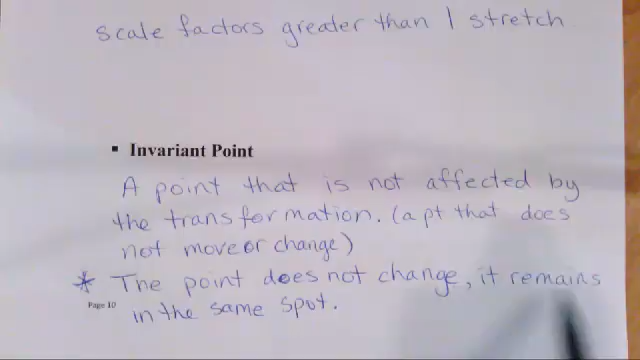 scale factors greater than 1 stretch
▪ Invariant Point
A point that is not affected by
the transformation. (a pt that does
not move or change)
* The point does not change, it remains
Page 10 in the same spot.